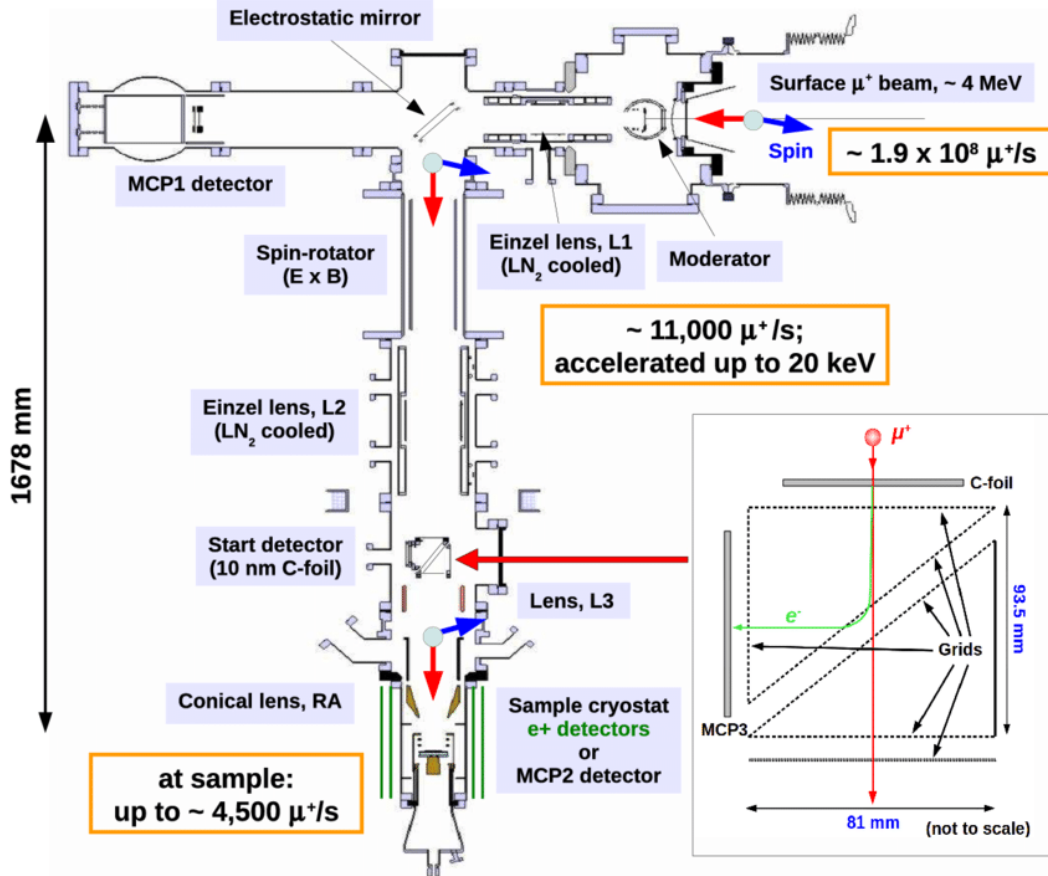 Electrostatic mirror
Surface μ⁺ beam, ~ 4 MeV
Spin
~ 1.9 x 10⁸ μ⁺/s
MCP1 detector
Spin-rotator
(E x B)
Einzel lens, L1
(LN₂ cooled)
Moderator
~ 11,000 μ⁺/s;
accelerated up to 20 keV
1678 mm
Einzel lens, L2
(LN₂ cooled)
Start detector
(10 nm C-foil)
Lens, L3
Conical lens, RA
Sample cryostat
e+ detectors
or
MCP2 detector
at sample:
up to ~ 4,500 μ⁺/s
μ⁺
C-foil
e⁻
Grids
93.5 mm
MCP3
81 mm
(not to scale)